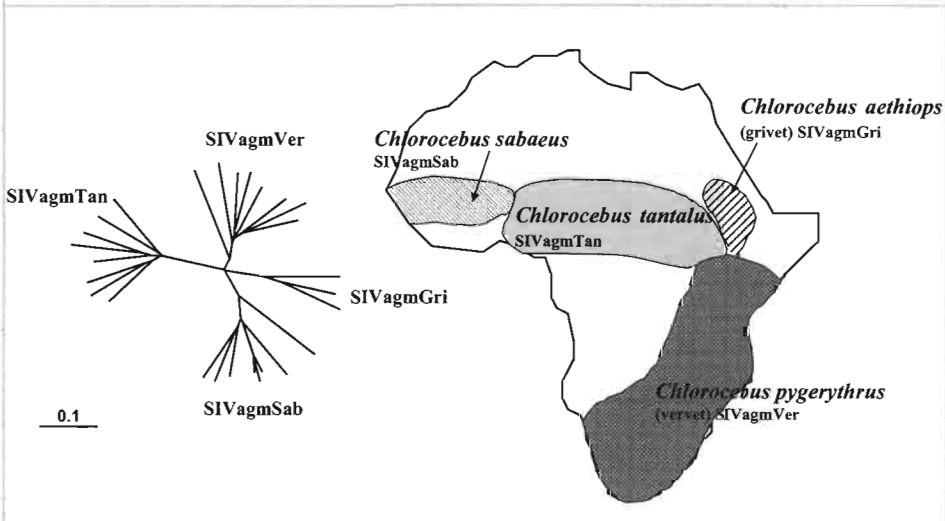 SIVagmVer
SIVagmTan
SIVagmGri
SIVagmSab
0.1
Chlorocebus sabaeus
SIVagmSab
Chlorocebus aethiops
(grivet) SIVagmGri
Chlorocebus tantalus
SIVagmTan
Chlorocebus pygerythrus
(vervet) SIVagmVer